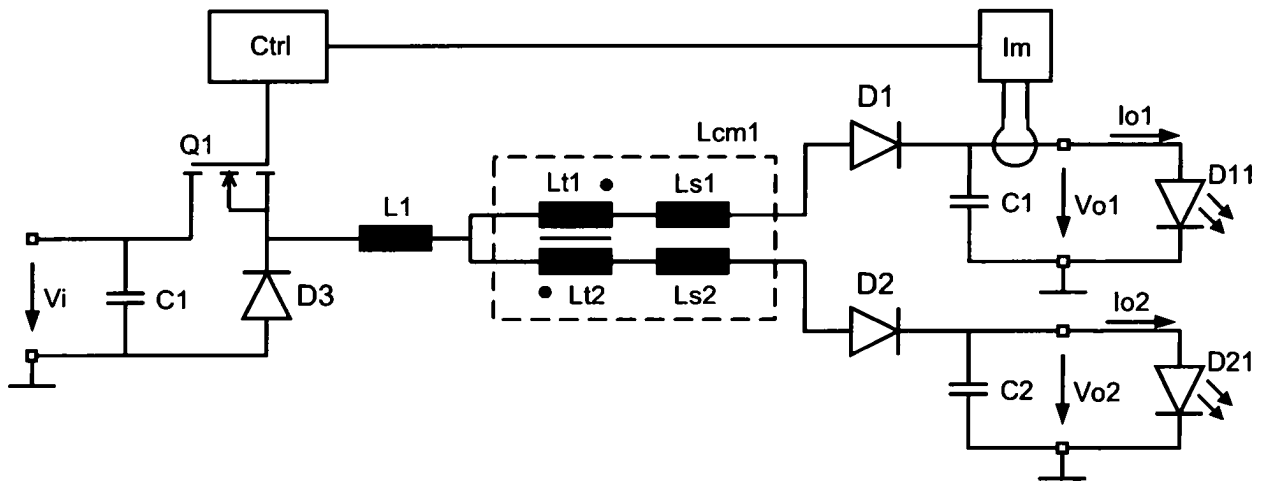 Ctrl
Im
D1
Io1
Q1
Lcm1
Lt1
Ls1
D11
L1
C1
Vo1
Vi
C1
D3
Lt2
Ls2
D2
Io2
D21
C2
Vo2